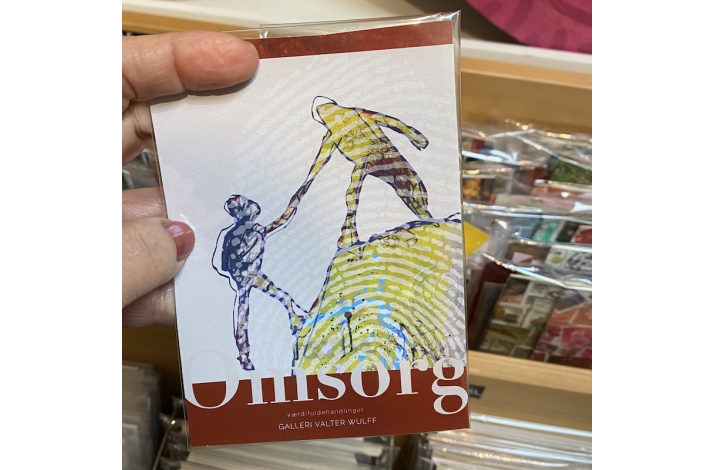 Omsorg
værdifuldehandlinger
GALLERI VALTER WULFF